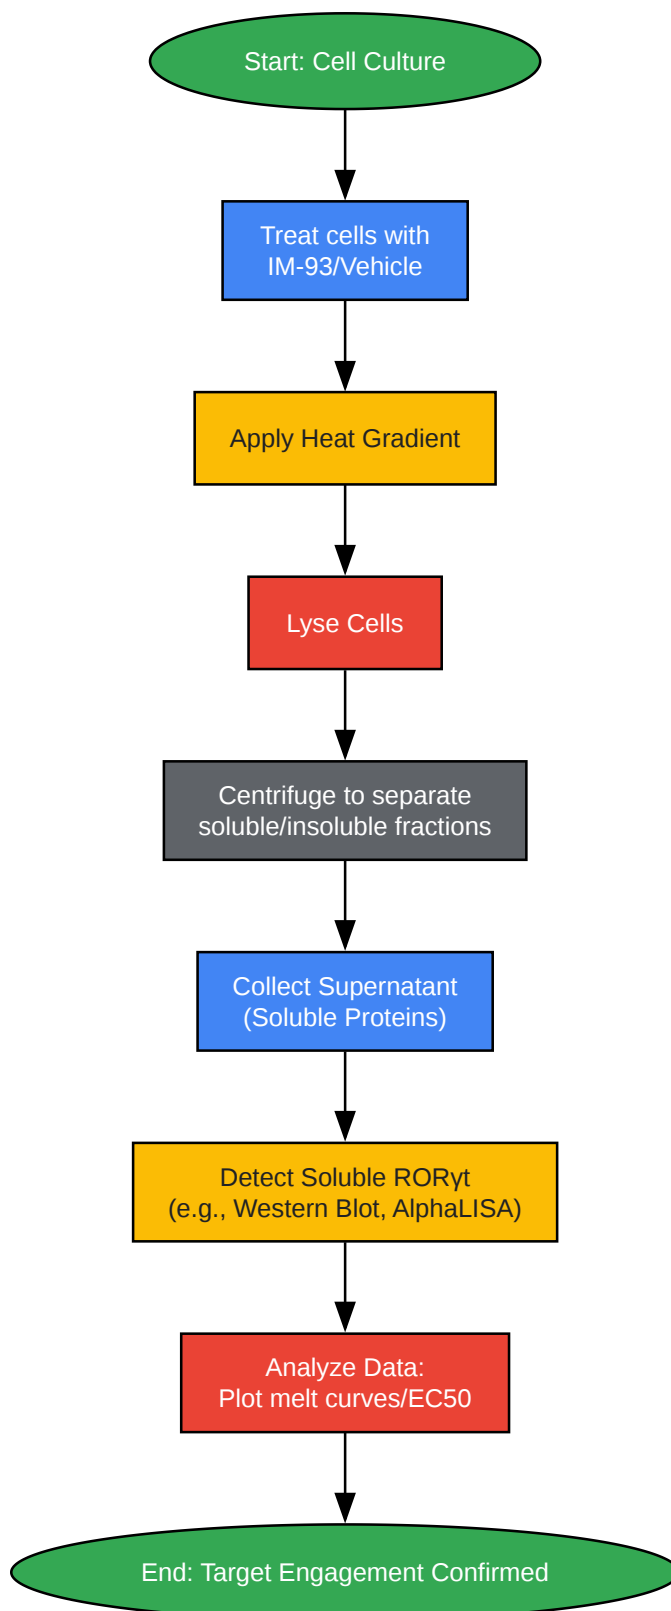 Start: Cell Culture
Treat cells with
IM-93/Vehicle
Apply Heat Gradient
Lyse Cells
Centrifuge to separate
soluble/insoluble fractions
Collect Supernatant
(Soluble Proteins)
Detect Soluble RORγt
(e.g., Western Blot, AlphaLISA)
Analyze Data:
Plot melt curves/EC50
End: Target Engagement Confirmed